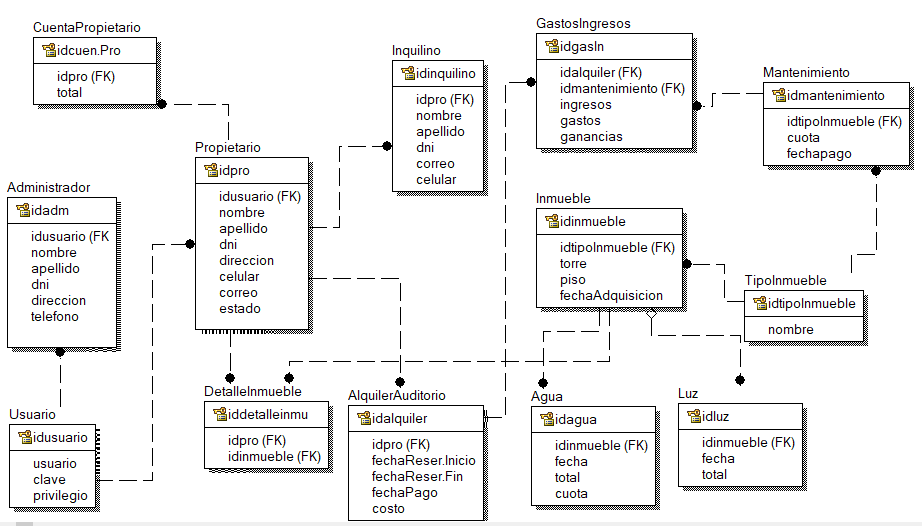 CuentaPropietario
idcuen.Pro
idpro (FK)
total
Inquilino
idinquilino
idpro (FK)
nombre
apellido
dni
correo
celular
GastosIngresos
idgasIn
idalquiler (FK)
idmantenimiento (FK)
ingresos
gastos
ganancias
Mantenimiento
idmantenimiento
idtipoInmueble (FK)
cuota
fechapago
Propietario
idpro
idusuario (FK)
nombre
apellido
dni
direccion
celular
correo
estado
Administrador
idadm
idusuario (FK
nombre
apellido
dni
direccion
telefono
Inmueble
idinmueble
idtipoInmueble (FK)
torre
piso
fechaAdquisicion
TipoInmueble
idtipoInmueble
nombre
Usuario
idusuario
usuario
clave
privilegio
DetalleInmueble
iddetalleinmu
idpro (FK)
idinmueble (FK)
AlquilerAuditorio
idalquiler
idpro (FK)
fechaReser.Inicio
fechaReser.Fin
fechaPago
costo
Agua
idagua
idinmueble (FK)
fecha
total
cuota
Luz
idluz
idinmueble (FK)
fecha
total